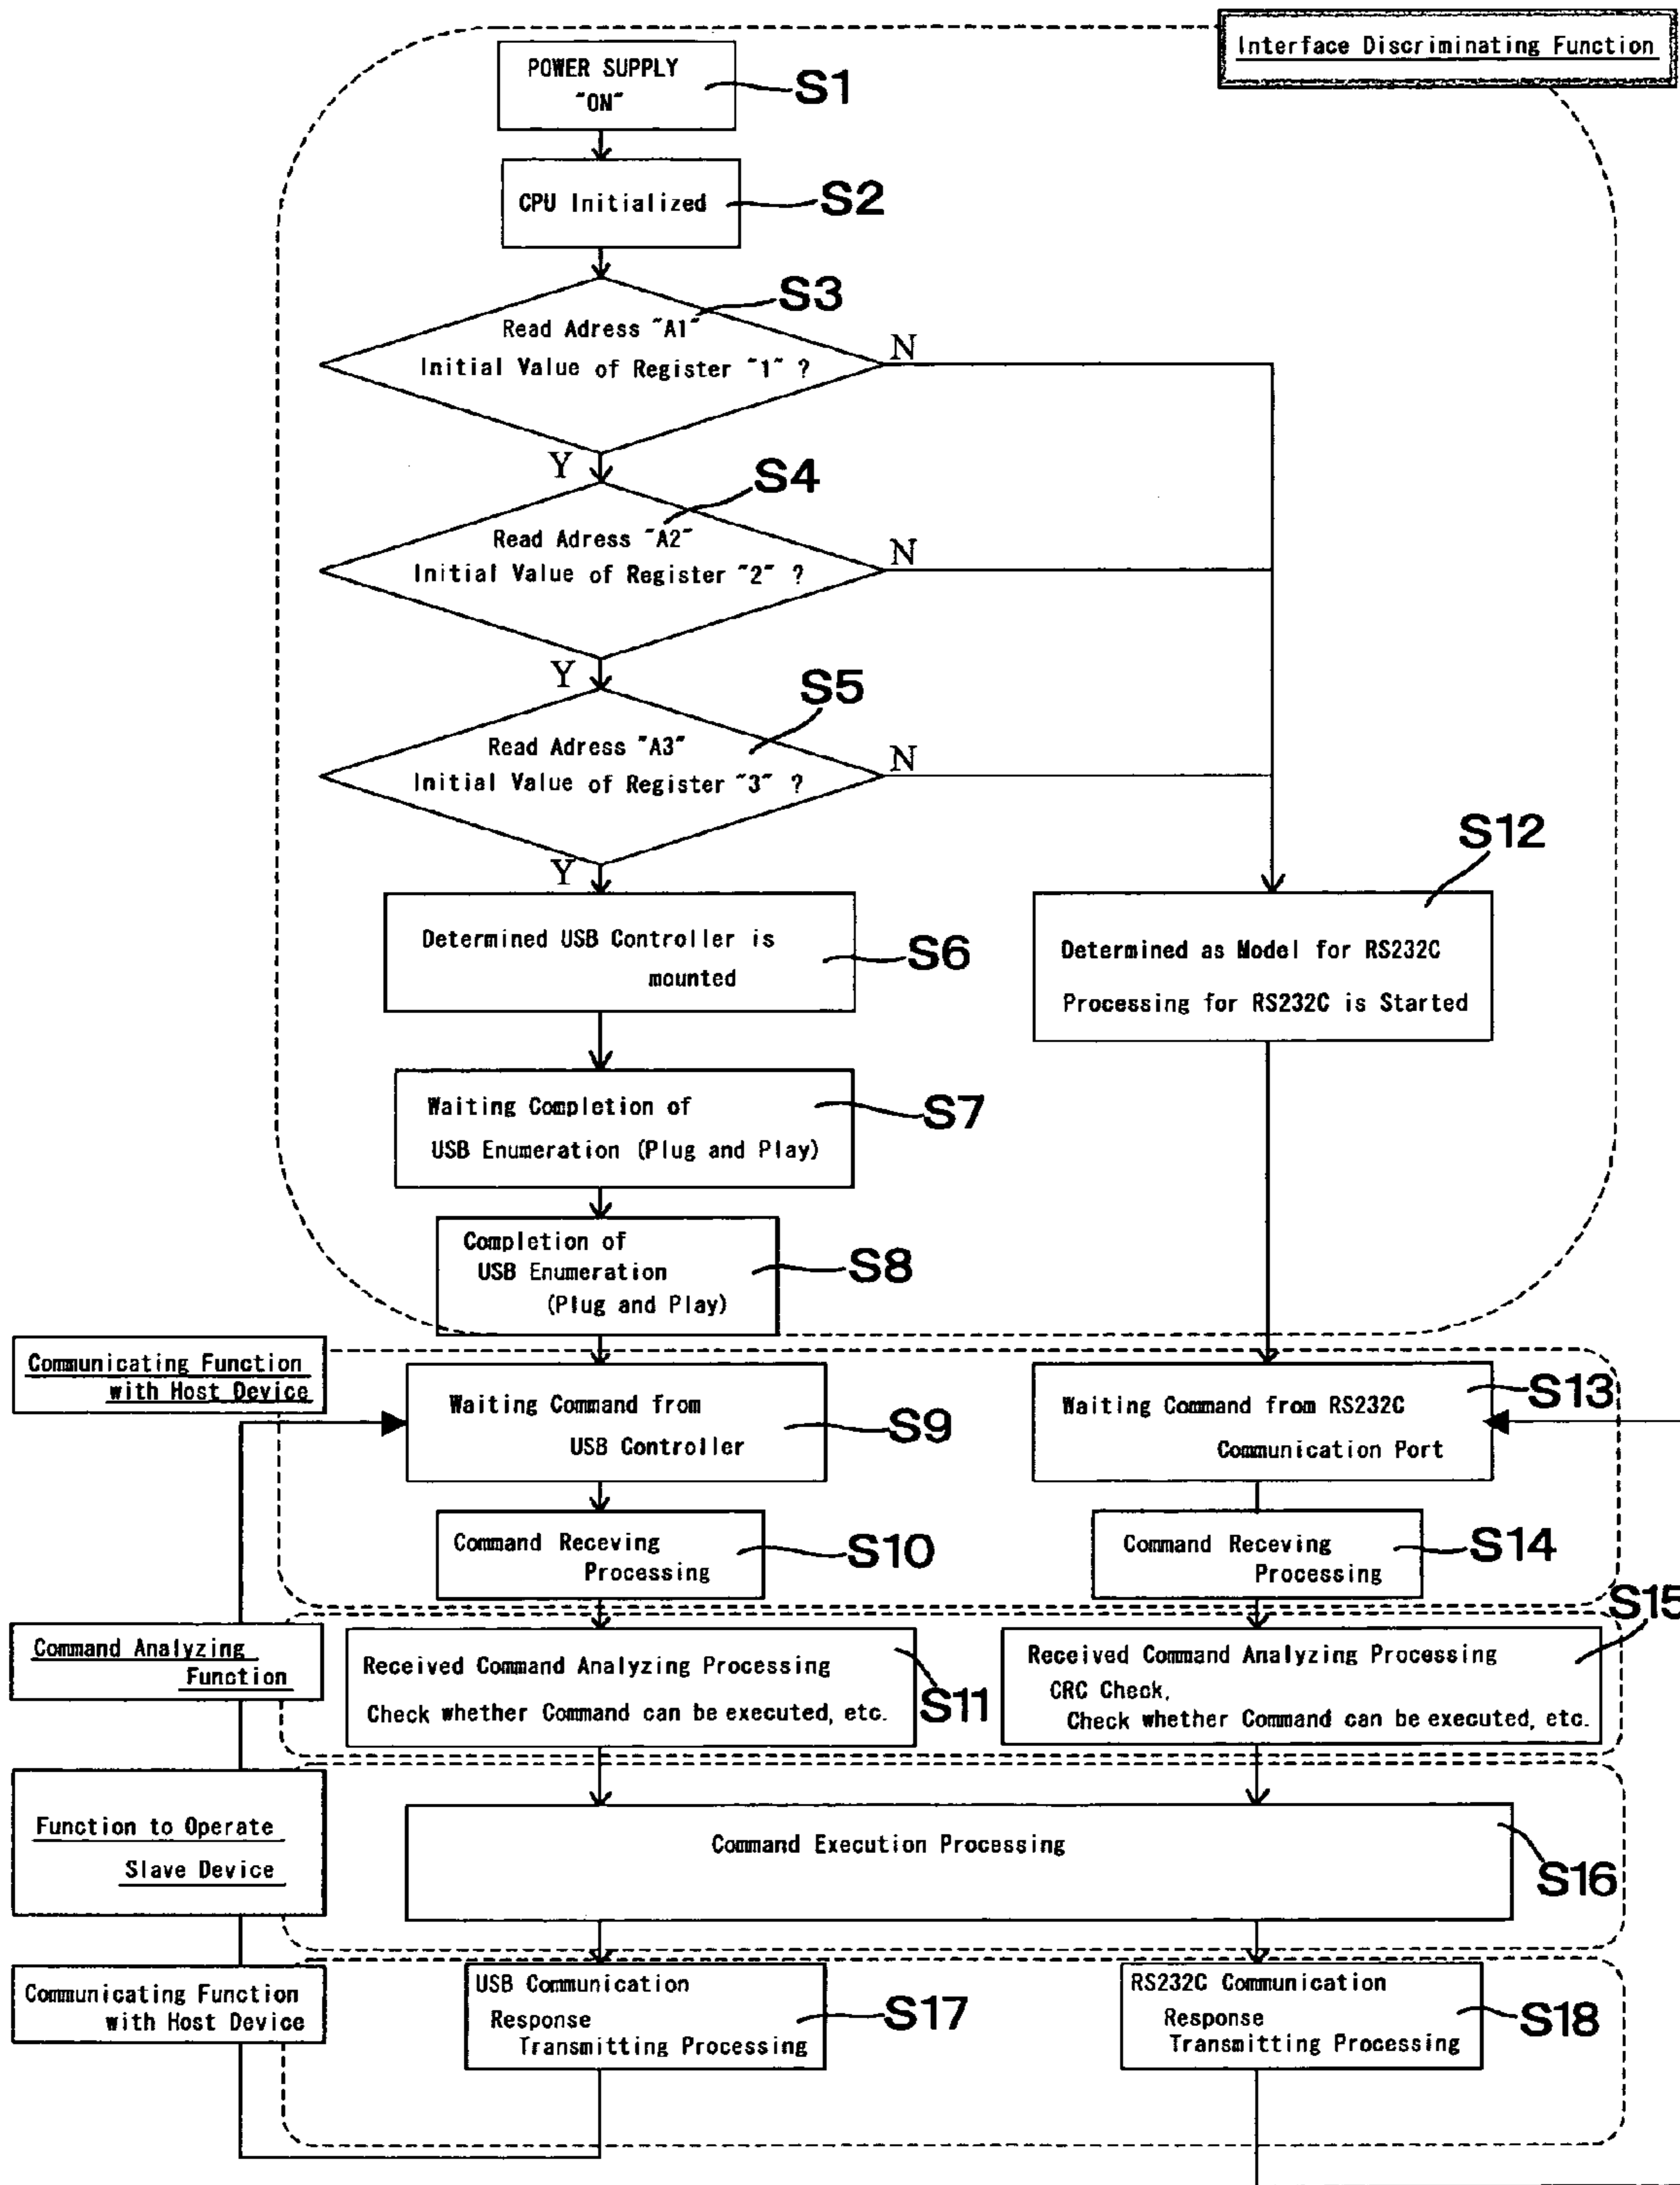 Interface Discriminating Function
POWER SUPPLY
"ON"
S1
CPU Initialized
S2
S3
Read Adress "A1"
Initial Value of Register "1" ?
N
Y
S4
Read Adress "A2"
Initial Value of Register "2" ?
N
Y
S5
Read Adress "A3"
Initial Value of Register "3" ?
N
Y
S12
Determined USB Controller is
mounted
S6
Determined as Model for RS232C
Processing for RS232C is Started
Waiting Completion of
USB Enumeration (Plug and Play)
S7
Completion of
USB Enumeration
(Plug and Play)
S8
Communicating Function
with Host Device
Waiting Command from
USB Controller
S9
Waiting Command from RS232C
Communication Port
S13
Command Receving
Processing
S10
Command Receving
Processing
S14
S15
Command Analyzing
Function
Received Command Analyzing Processing
Check whether Command can be executed, etc.
S11
Received Command Analyzing Processing
CRC Check,
Check whether Command can be executed, etc.
Function to Operate
Slave Device
Command Execution Processing
S16
Communicating Function
with Host Device
USB Communication
Response
Transmitting Processing
S17
RS232C Communication
Response
Transmitting Processing
S18